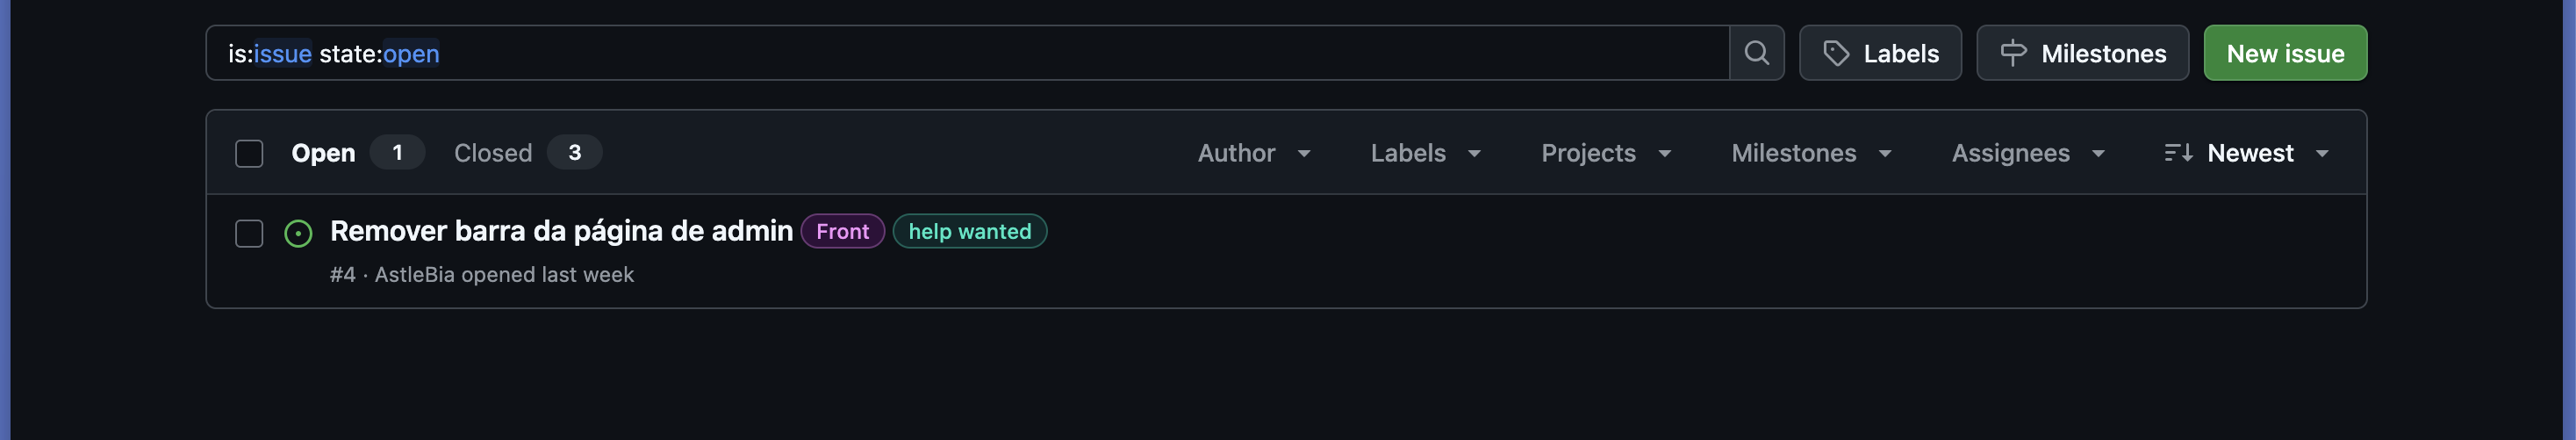 is:issue state:open
Labels
Milestones
New issue
Open 1 Closed 3 Author Labels Projects Milestones Assignees Newest
Remover barra da página de admin Front help wanted
#4 · AstleBia opened last week